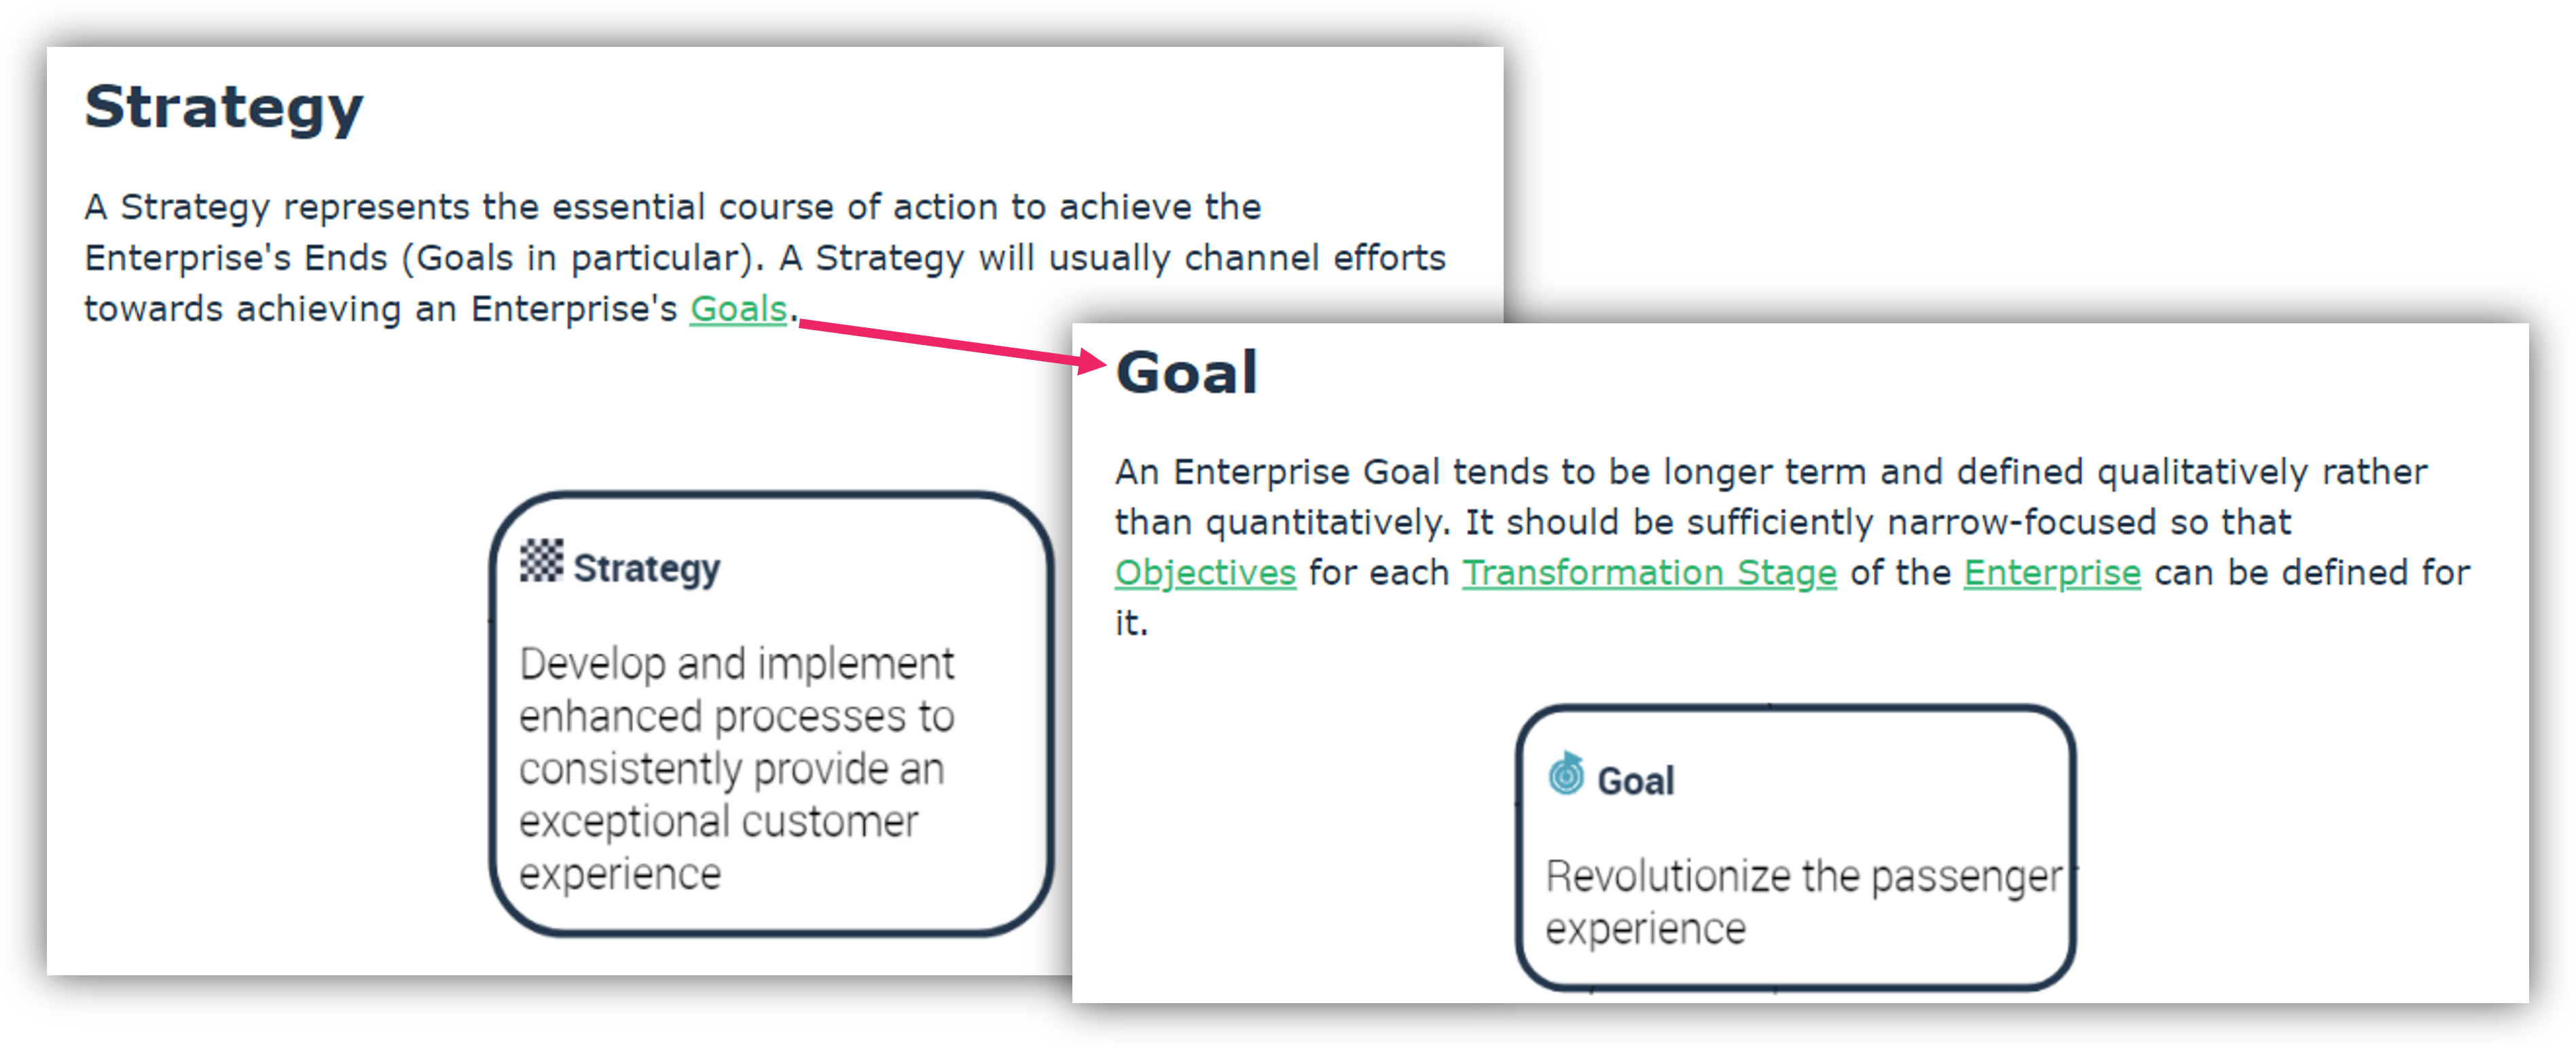 Strategy
A Strategy represents the essential course of action to achieve the
Enterprise's Ends (Goals in particular). A Strategy will usually channel efforts
towards achieving an Enterprise's Goals.
Strategy
Develop and implement
enhanced processes to
consistently provide an
exceptional customer
experience
Goal
An Enterprise Goal tends to be longer term and defined qualitatively rather
than quantitatively. It should be sufficiently narrow-focused so that
Objectives for each Transformation Stage of the Enterprise can be defined for
it.
Goal
Revolutionize the passenger
experience